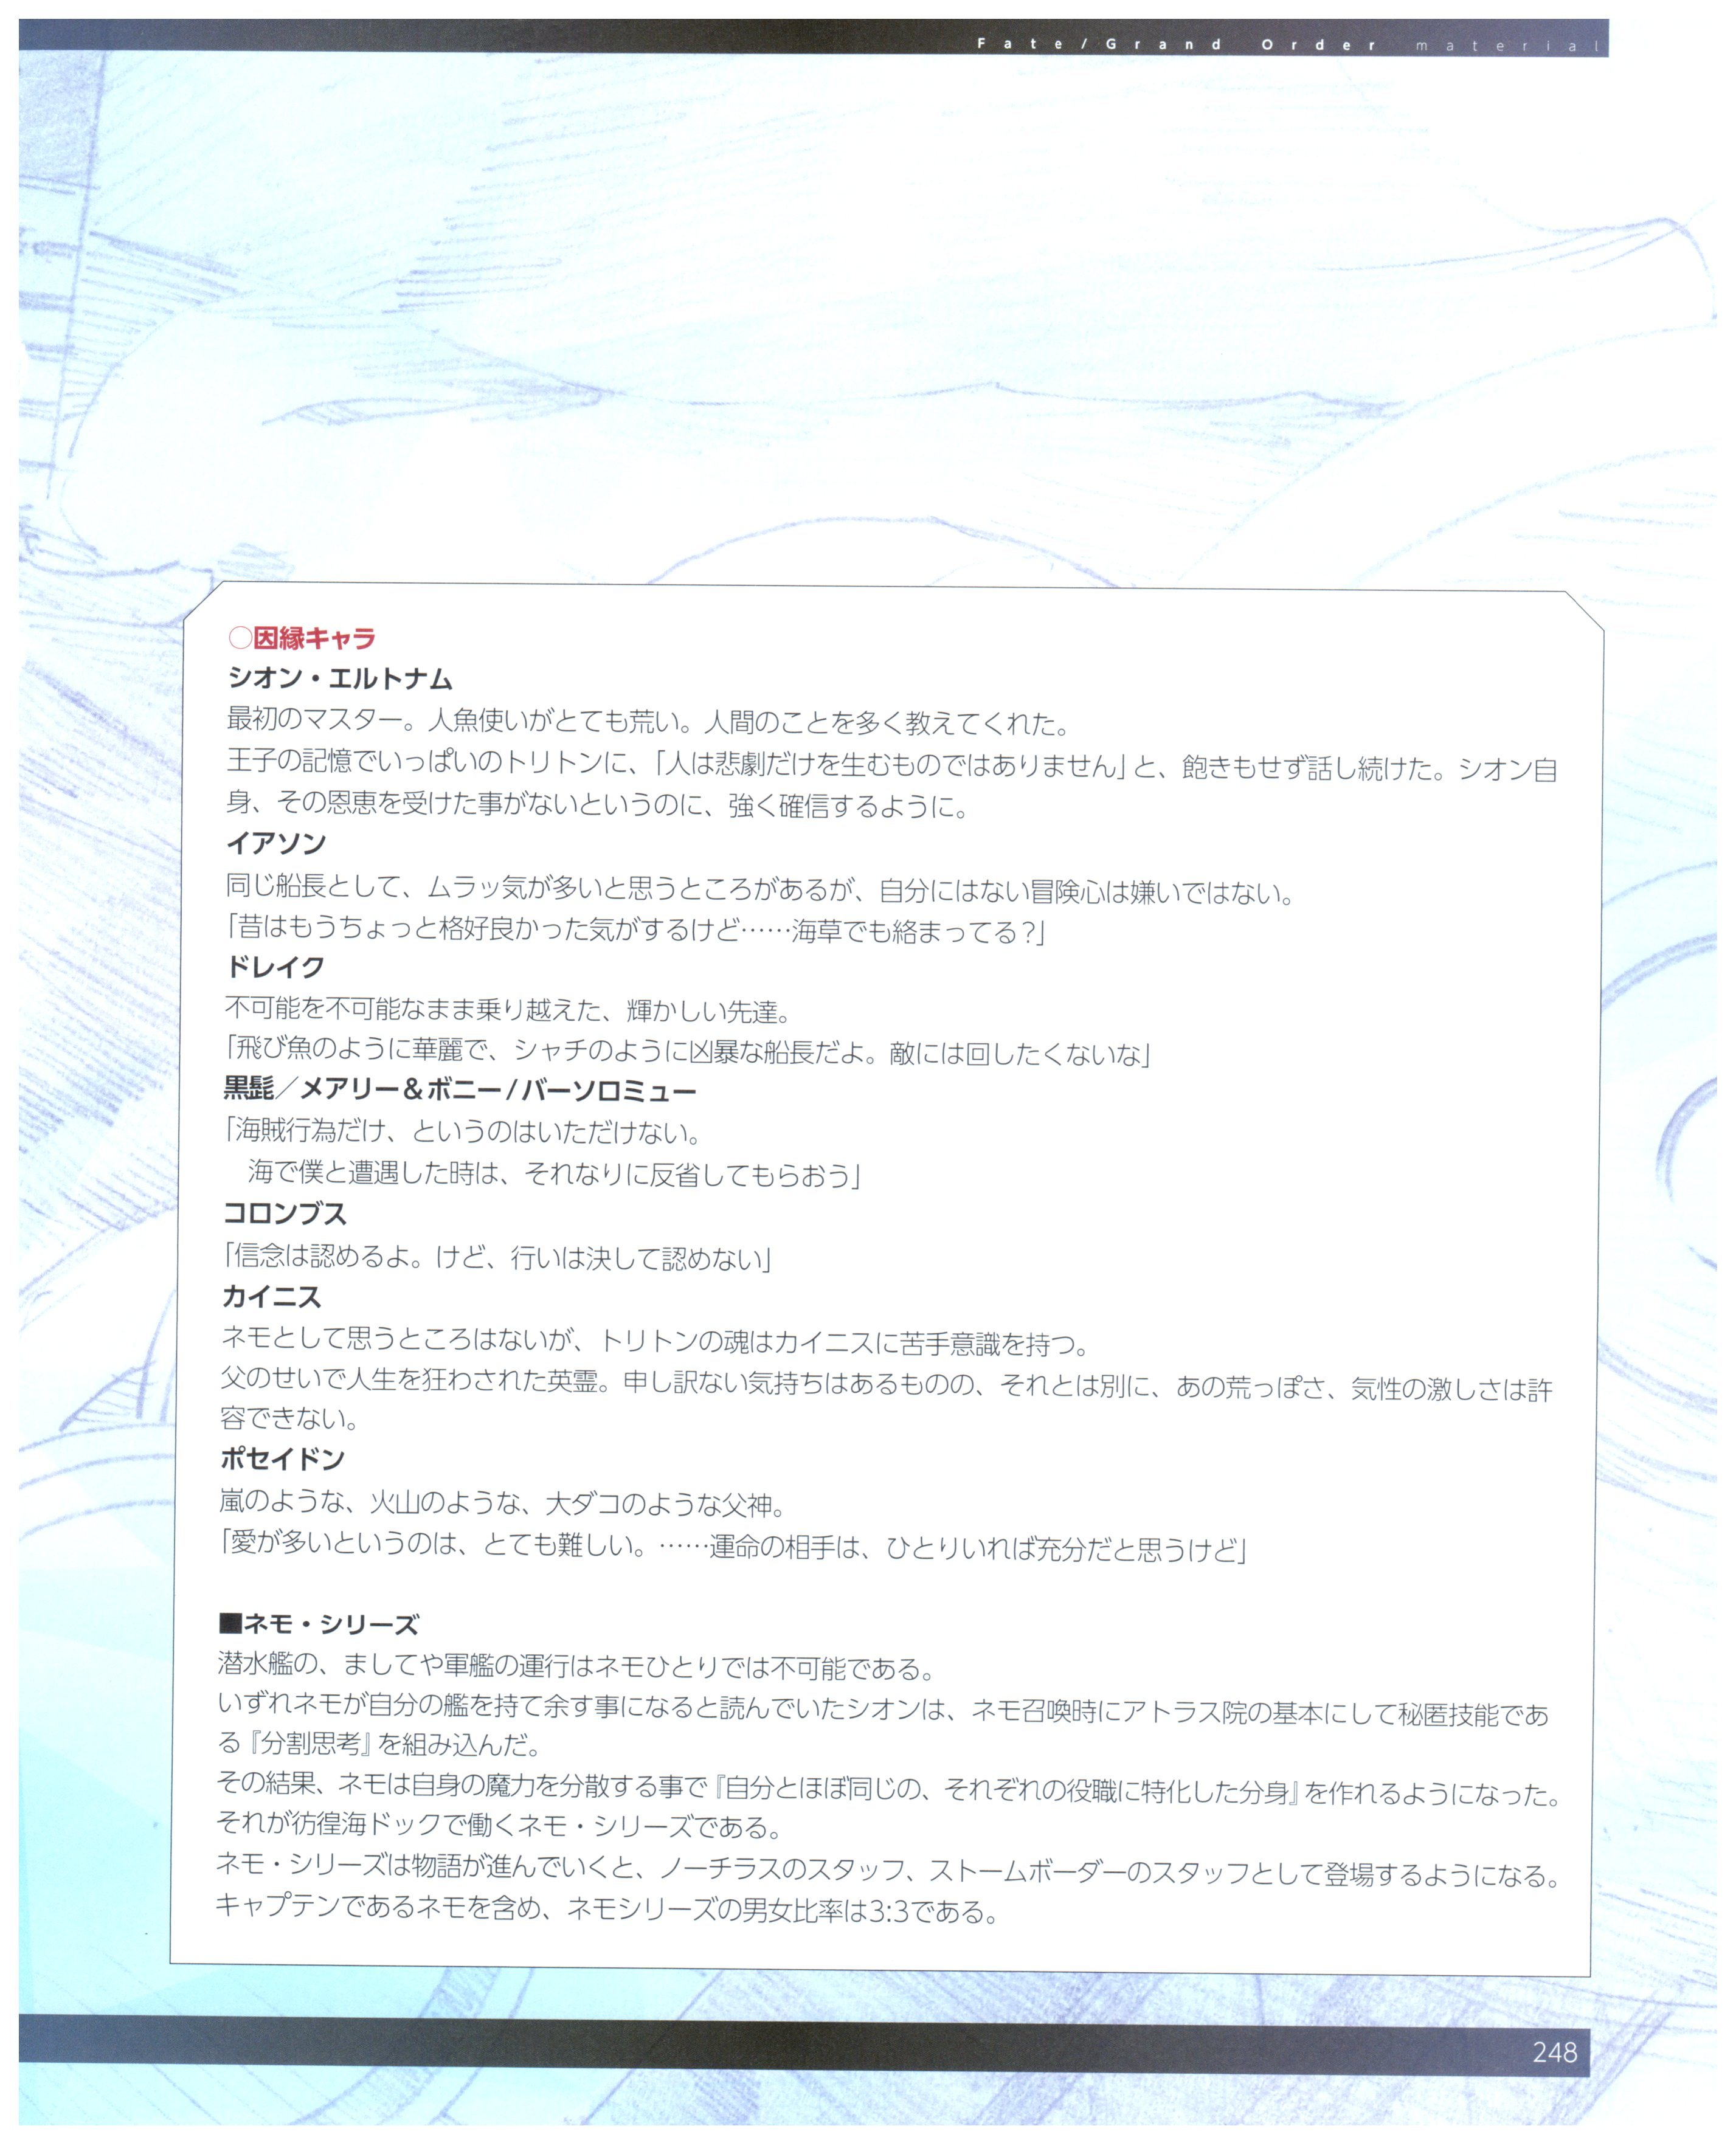 Fate/Grand Order material
○因縁キャラ
シオン・エルトナム
最初のマスター。人魚使いがとても荒い。人間のことを多く教えてくれた。
王子の記憶でいっぱいのトリトンに、「人は悲劇だけを生むものではありません」と、飽きもせず話し続けた。シオン自
身、その恩恵を受けた事がないというのに、強く確信するように。
イアソン
同じ船長として、ムラッ気が多いと思うところがあるが、自分にはない冒険心は嫌いではない。
「昔はもうちょっと格好良かった気がするけど……海草でも絡まってる？」
ドレイク
不可能を不可能なまま乗り越えた、輝かしい先達。
「飛び魚のように華麗で、シャチのように凶暴な船長だよ。敵には回したくないな」
黒髭／メアリー＆ボニー/バーソロミュー
「海賊行為だけ、というのはいただけない。
　海で僕と遭遇した時は、それなりに反省してもらおう」
コロンブス
「信念は認めるよ。けど、行いは決して認めない」
カイニス
ネモとして思うところはないが、トリトンの魂はカイニスに苦手意識を持つ。
父のせいで人生を狂わされた英霊。申し訳ない気持ちはあるものの、それとは別に、あの荒っぽさ、気性の激しさは許
容できない。
ポセイドン
嵐のような、火山のような、大ダコのような父神。
「愛が多いというのは、とても難しい。……運命の相手は、ひとりいれば充分だと思うけど」
■ネモ・シリーズ
潜水艦の、ましてや軍艦の運行はネモひとりでは不可能である。
いずれネモが自分の艦を持て余す事になると読んでいたシオンは、ネモ召喚時にアトラス院の基本にして秘匿技能であ
る『分割思考』を組み込んだ。
その結果、ネモは自身の魔力を分散する事で『自分とほぼ同じの、それぞれの役職に特化した分身』を作れるようになった。
それが彷徨海ドックで働くネモ・シリーズである。
ネモ・シリーズは物語が進んでいくと、ノーチラスのスタッフ、ストームボーダーのスタッフとして登場するようになる。
キャプテンであるネモを含め、ネモシリーズの男女比率は3:3である。
248